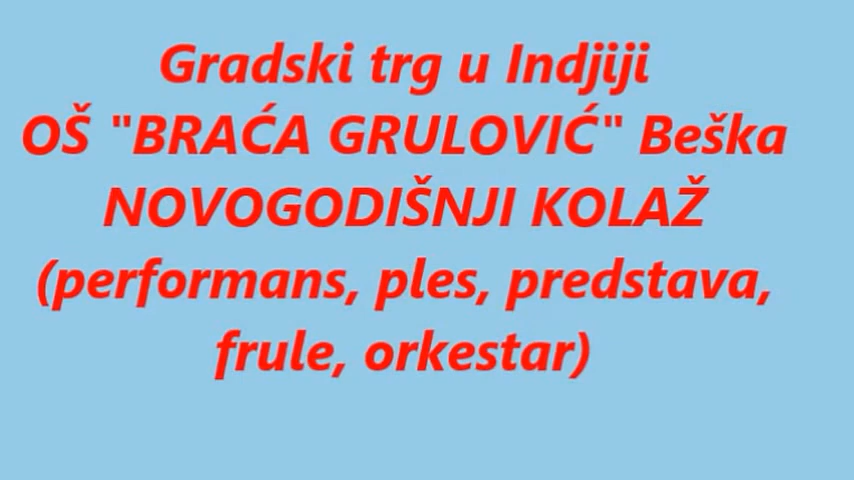 Gradski trg u Indjiji
OŠ "BRAĆA GRULOVIĆ" Beška
NOVOGODIŠNJI KOLAŽ
(performans, ples, predstava,
frule, orkestar)